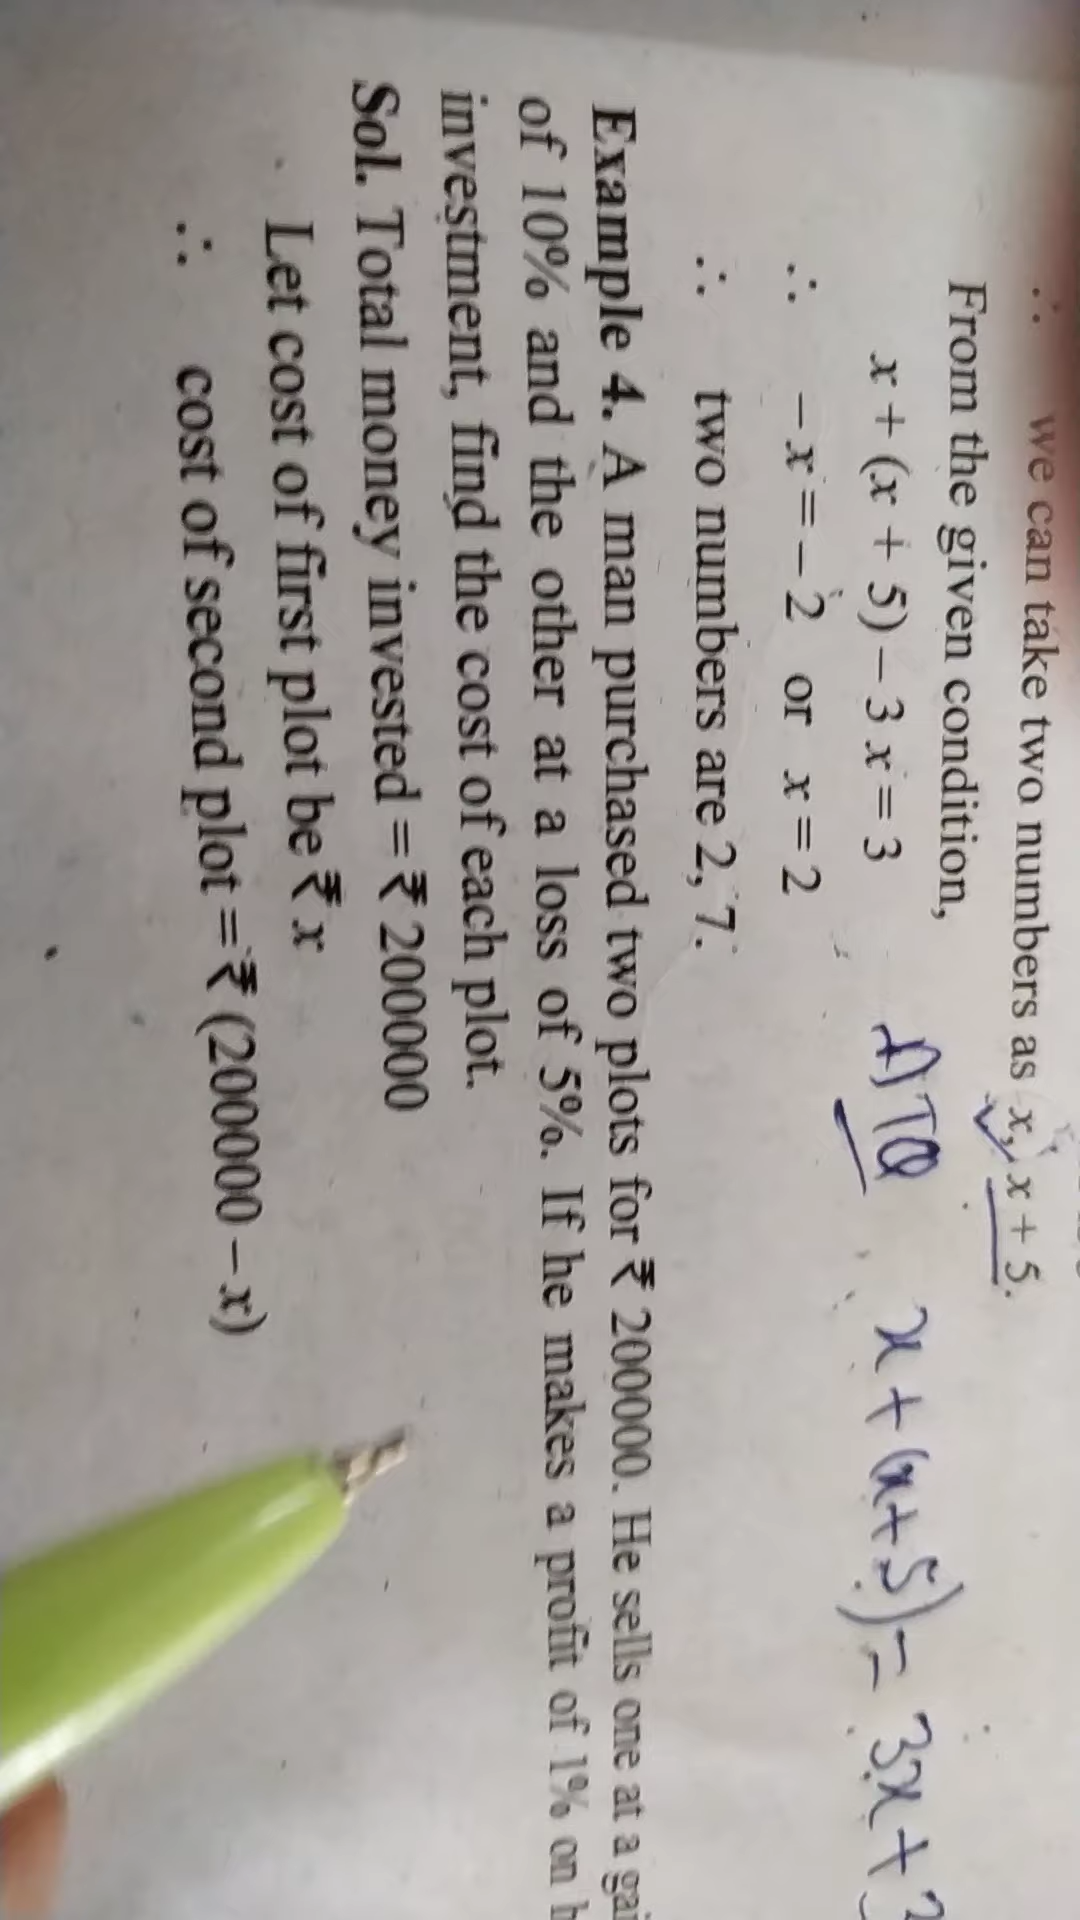 ∴ we can take two numbers as x, x + 5.
From the given condition,
x + (x + 5) – 3 x = 3 ATQ x + (x+5) = 3x +
∴ – x = – 2 or x = 2
∴ two numbers are 2, 7.
Example 4. A man purchased two plots for ₹ 200000. He sells one at a
of 10% and the other at a loss of 5%. If he makes a profit of 1% on
investment, find the cost of each plot.
Sol. Total money invested = ₹ 200000
Let cost of first plot be ₹ x
∴ cost of second plot = ₹ (200000 – x)